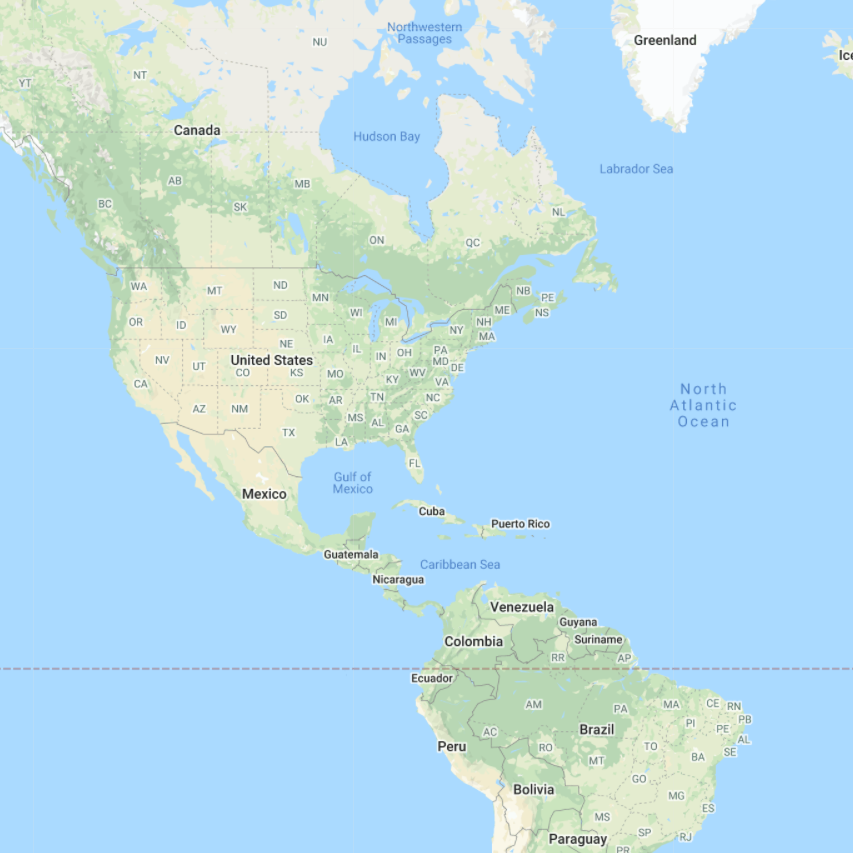 Northwestern
Passages
NU
Greenland
Ice
NT
YT
Canada
Hudson Bay
Labrador Sea
AB
MB
BC
SK
NL
ON
QC
WA
MT
ND
MN
NB
PE
NS
ME
OR
ID
WY
SD
WI
MI
NY
NH
MA
NE
IA
IL
IN
OH
PA
MD
DE
NV
UT
United States
CO
KS
MO
KY
WV
VA
CA
AZ
NM
OK
AR
TN
NC
SC
MS
AL
GA
TX
LA
FL
North
Atlantic
Ocean
Gulf of
Mexico
Mexico
Cuba
Puerto Rico
Guatemala
Caribbean Sea
Nicaragua
Venezuela
Guyana
Colombia
Suriname
RR
AP
Ecuador
AM
PA
MA
CE
RN
PB
PI
PE
AL
SE
AC
Brazil
Peru
RO
TO
BA
MT
GO
Bolivia
MG
ES
MS
SP
RJ
Paraguay
PR